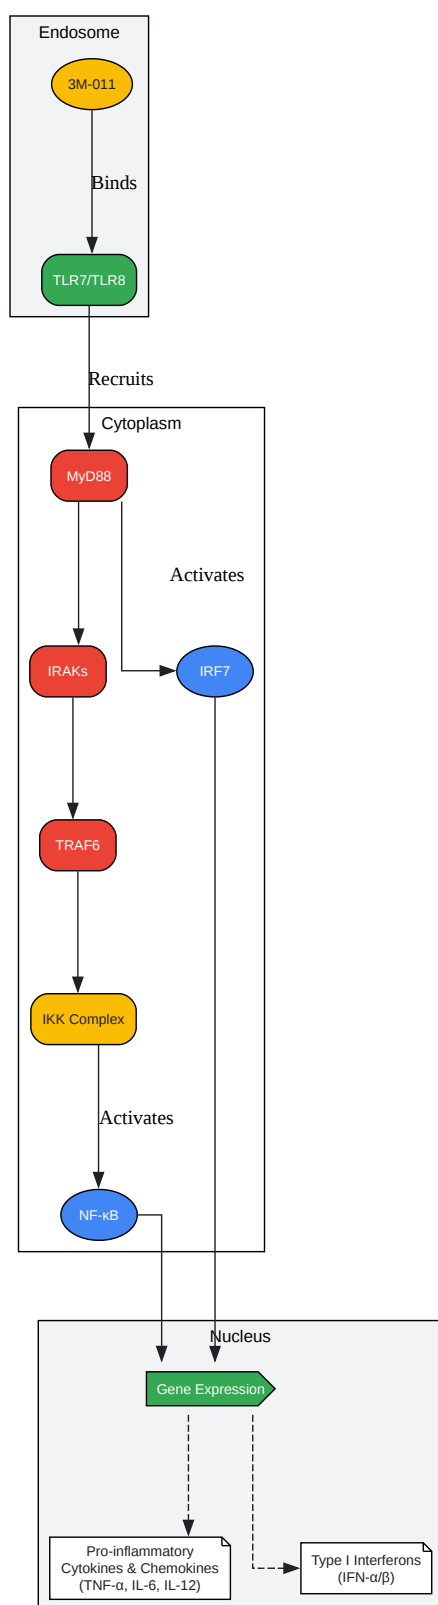 Endosome
3M-011
Binds
TLR7/TLR8
Recruits
Cytoplasm
MyD88
Activates
IRAKs
IRF7
TRAF6
IKK Complex
Activates
NF-κB
Nucleus
Gene Expression
Pro-inflammatory
Cytokines & Chemokines
(TNF-α, IL-6, IL-12)
Type I Interferons
(IFN-α/β)